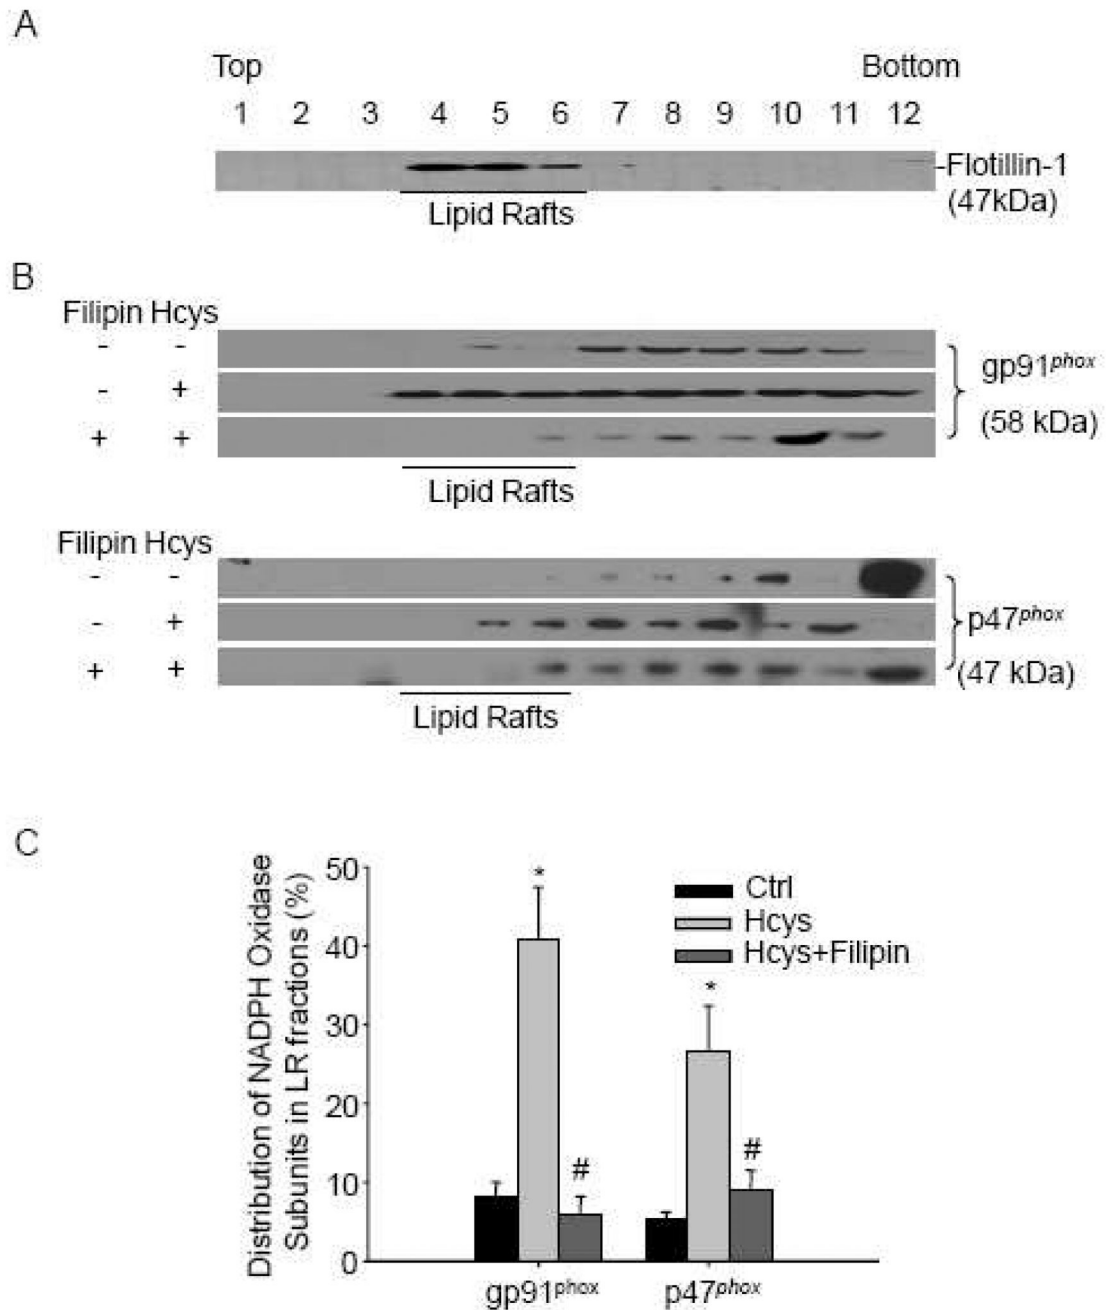 A
Top Bottom
1 2 3 4 5 6 7 8 9 10 11 12
-Flotillin-1
(47kDa)
Lipid Rafts
B
Filipin Hcys
- -
- +
+ +
gp91phox
(58 kDa)
Lipid Rafts
Filipin Hcys
- -
- +
+ +
p47phox
(47 kDa)
Lipid Rafts
C
Distribution of NADPH Oxidase
Subunits in LR fractions (%)
50
40
30
20
10
0
Ctrl
Hcys
Hcys+Filipin
*
#
*
#
gp91phox p47phox